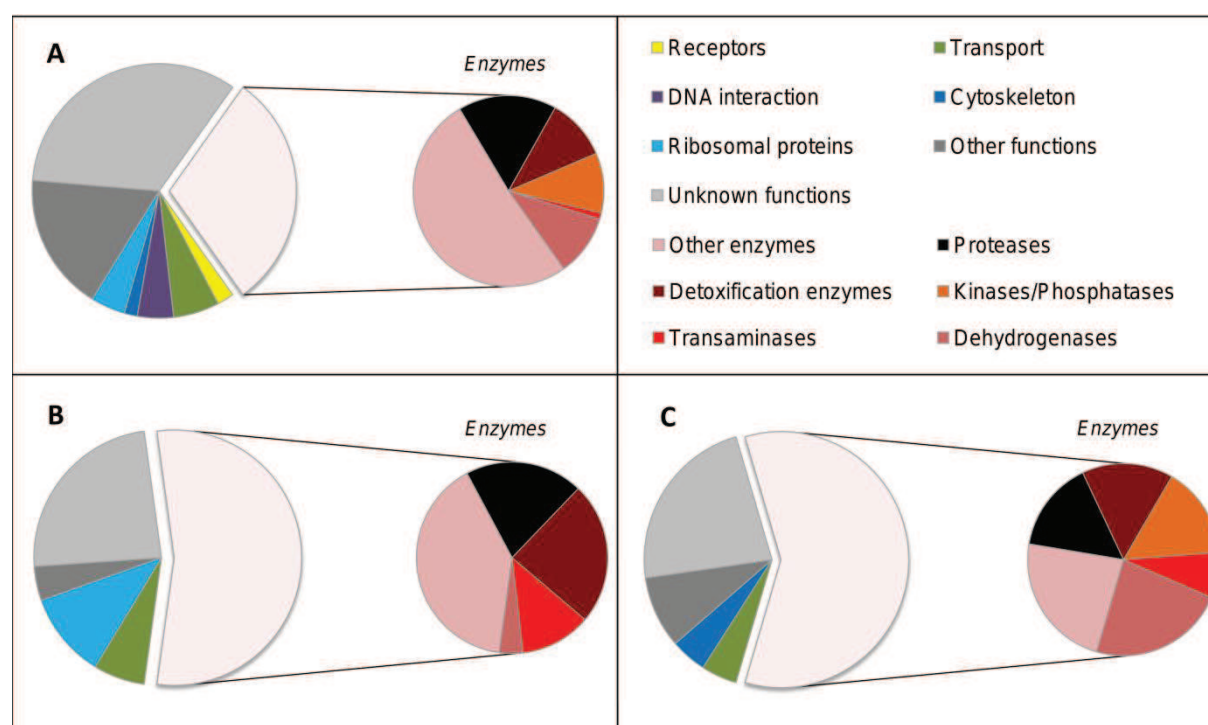 A
Enzymes
Receptors
Transport
DNA interaction
Cytoskeleton
Ribosomal proteins
Other functions
Unknown functions
Other enzymes
Proteases
Detoxification enzymes
Kinases/Phosphatases
Transaminases
Dehydrogenases
B
Enzymes
C
Enzymes